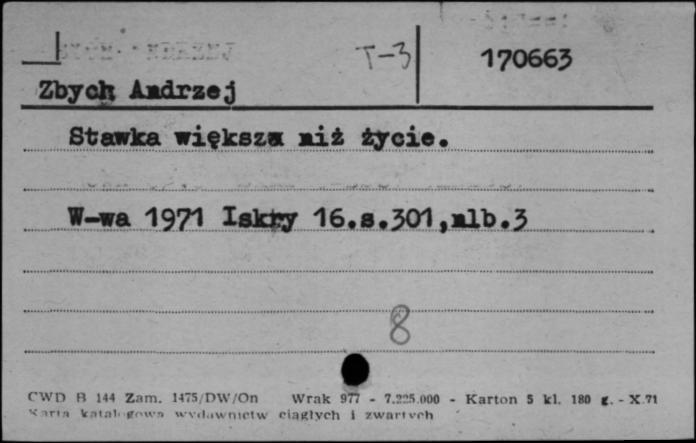 T-3
170663
Zbych Andrzej
Stawka większa niż życie.
W-wa 1971 Iskry 16.s.301,nlb.3
8
CWD B 144 Zam. 1475/DW/On Wrak 977 - 7.225.000 - Karton 5 kl. 180 g. - X.71
Karta katalogowa wydawnictw ciągłych i zwartych